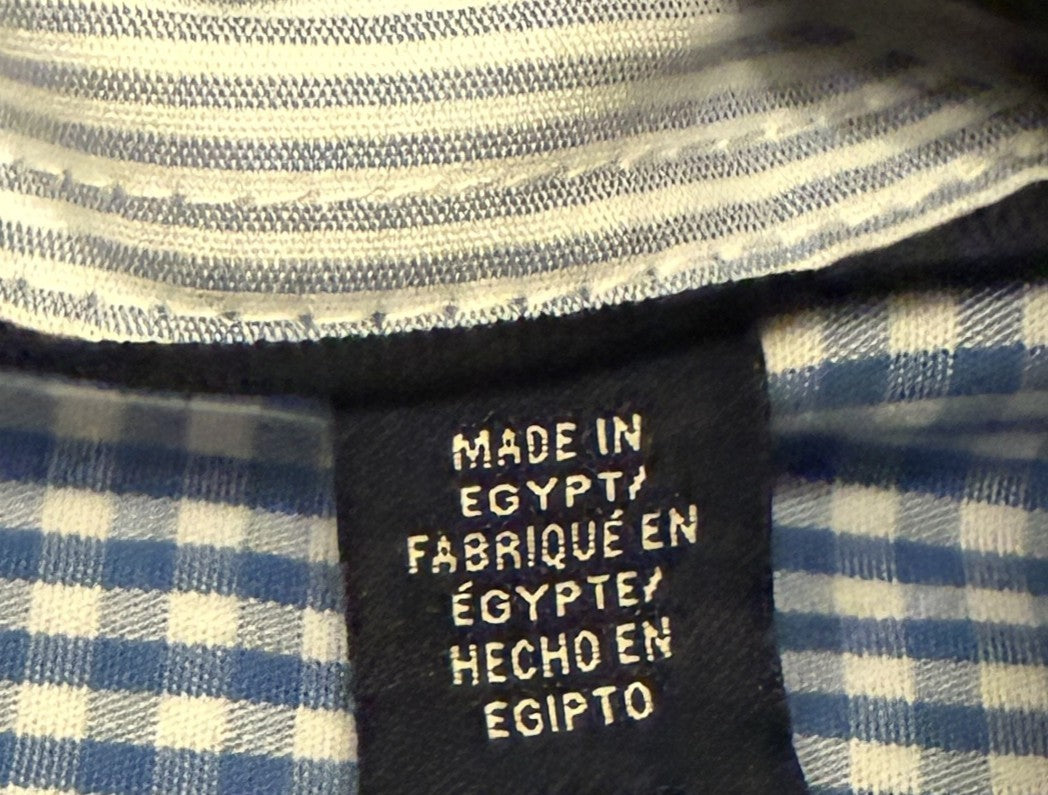 MADE IN
EGYPT/
FABRIQUÉ EN
ÉGYPTE/
HECHO EN
EGIPTO